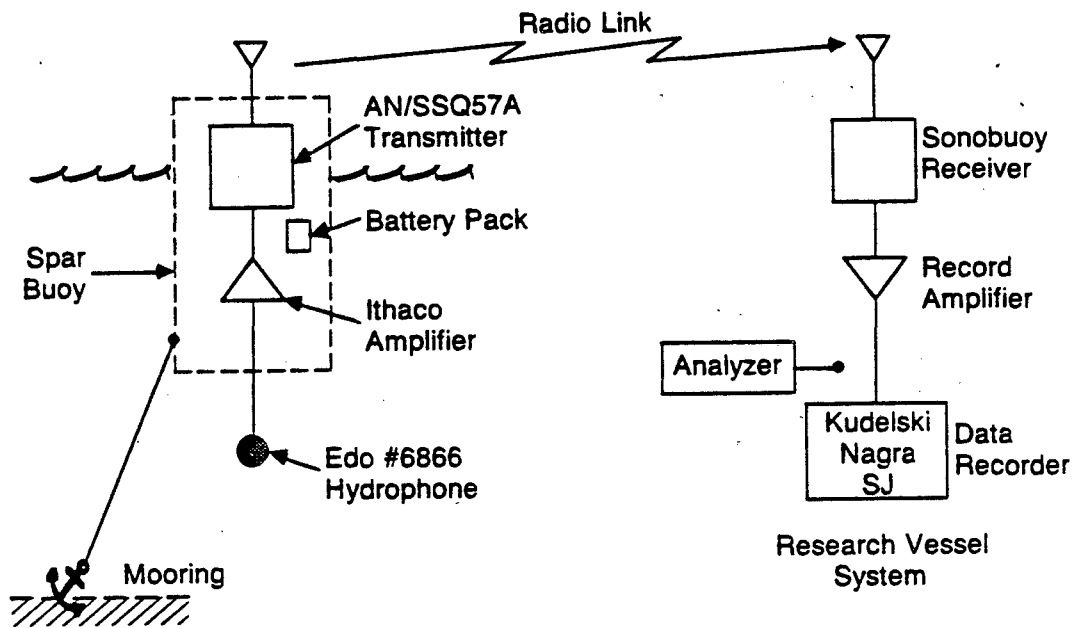 Radio Link
AN/SSQ57A
Transmitter
Battery Pack
Spar
Buoy
Ithaco
Amplifier
Edo #6866
Hydrophone
Mooring
Sonobuoy
Receiver
Record
Amplifier
Analyzer
Kudelski
Nagra
SJ
Data
Recorder
Research Vessel
System